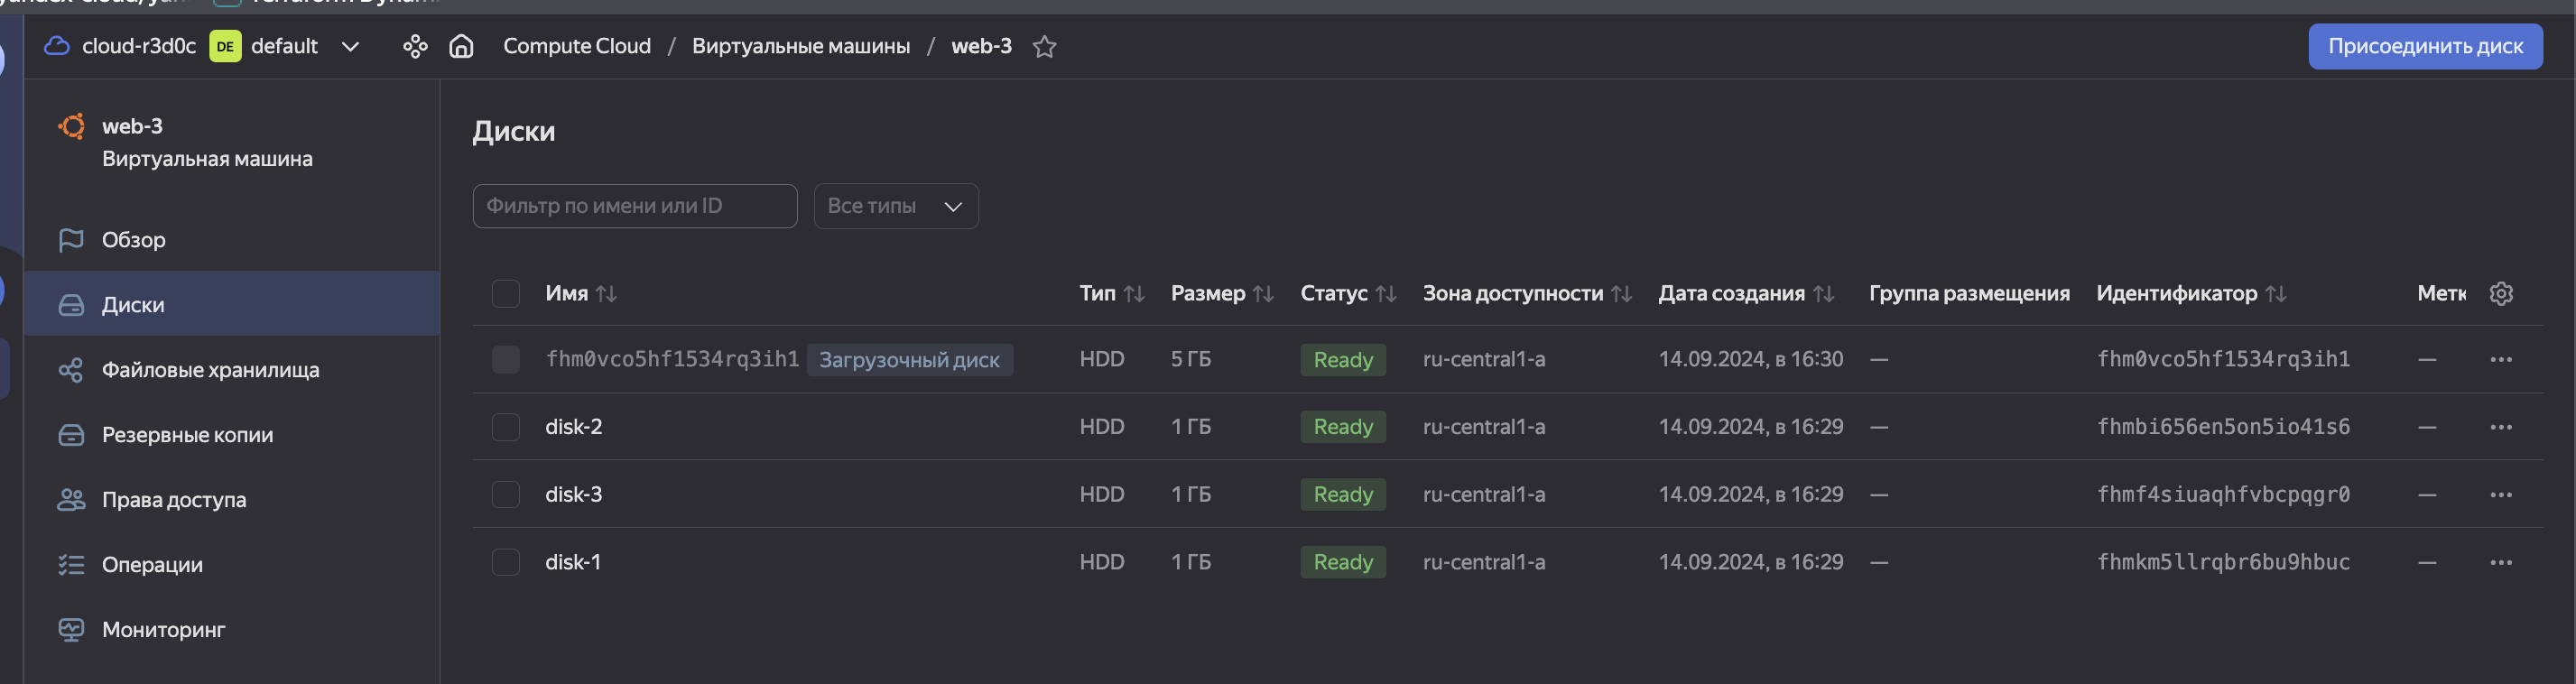 cloud-r3d0c DE default Compute Cloud / Виртуальные машины / web-3 Присоединить диск
web-3
Виртуальная машина
Обзор
Диски
Файловые хранилища
Резервные копии
Права доступа
Операции
Мониторинг
Диски
Фильтр по имени или ID Все типы
Имя Тип Размер Статус Зона доступности Дата создания Группа размещения Идентификатор Метк
fhm0vco5hf1534rq3ih1 Загрузочный диск HDD 5 ГБ Ready ru-central1-a 14.09.2024, в 16:30 — fhm0vco5hf1534rq3ih1 —
disk-2 HDD 1 ГБ Ready ru-central1-a 14.09.2024, в 16:29 — fhmbi656en5on5io41s6 —
disk-3 HDD 1 ГБ Ready ru-central1-a 14.09.2024, в 16:29 — fhmf4siuaqhfvbcpqgr0 —
disk-1 HDD 1 ГБ Ready ru-central1-a 14.09.2024, в 16:29 — fhmkm5llrqbr6bu9hbuc —